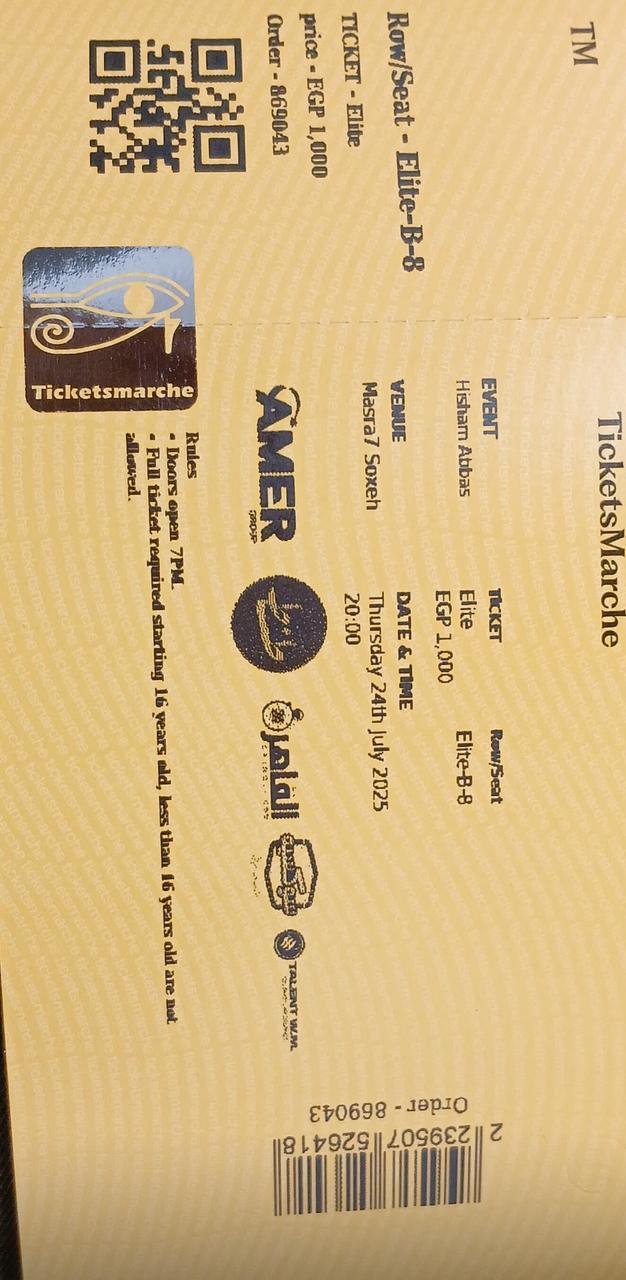 TM
TicketsMarche
Row/Seat - Elite-B-8
TICKET - Elite
price - EGP 1,000
Order - 869043
EVENT
Hisham Abbas
TICKET
Elite
EGP 1,000
Row/Seat
Elite-B-8
VENUE
Masra7 Soxeh
DATE & TIME
Thursday 24th July 2025
20:00
AMER
GROUP
القاهرة
TALENT
Ticketsmarche
Rules
• Doors open 7PM.
• Full ticket required starting 16 years old, less than 16 years old are not
allowed.
Order - 869043
2 239507 526418